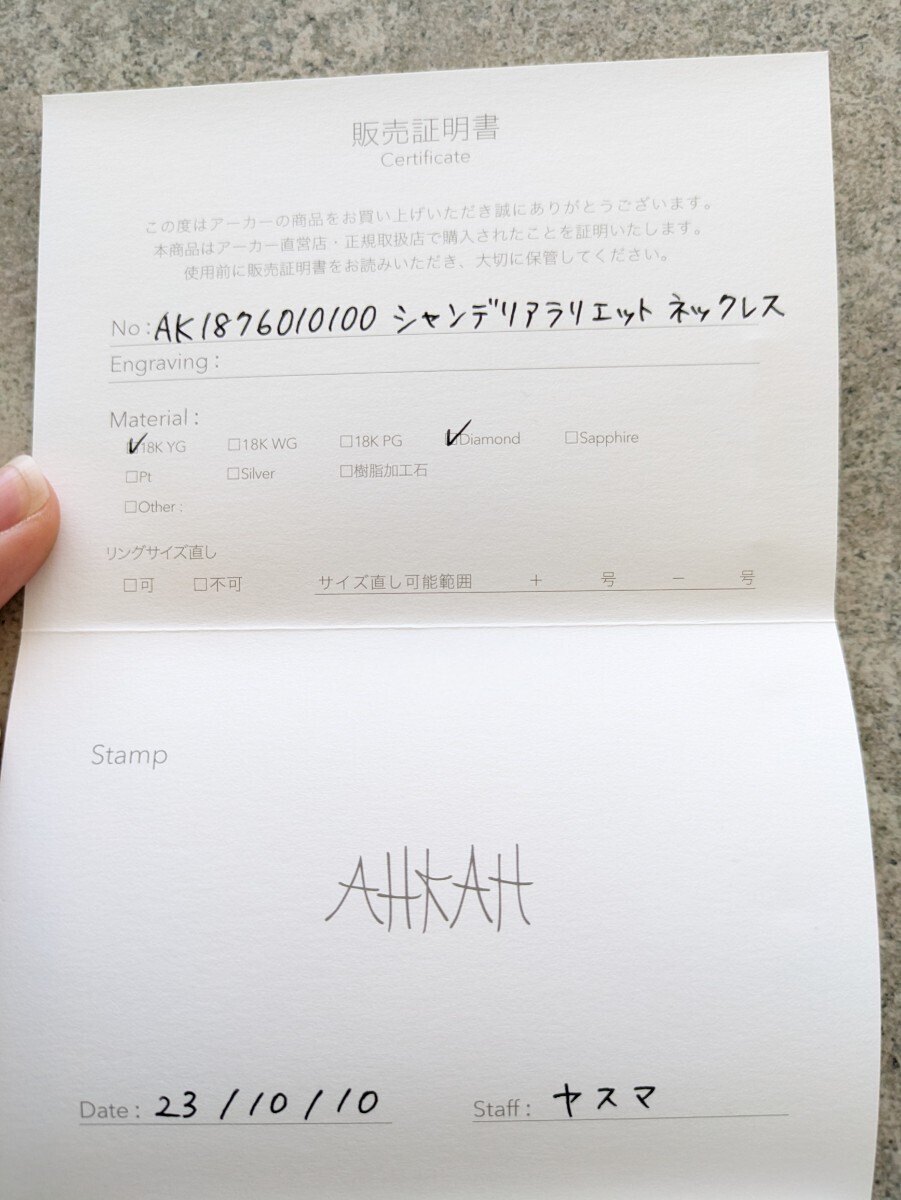 販売証明書
Certificate
この度はアーカーの商品をお買い上げいただき誠にありがとうございます。
本商品はアーカー直営店・正規取扱店で購入されたことを証明いたします。
使用前に販売証明書をお読みいただき、大切に保管してください。
No : AK1876010100 シャンデリアラリエット ネックレス
Engraving :
Material :
☑18K YG □18K WG □18K PG ☑Diamond □Sapphire
□Pt □Silver □樹脂加工石
□Other :
リングサイズ直し
□可 □不可 サイズ直し可能範囲 + 号 − 号
Stamp
AHKAH
Date : 23 / 10 / 10 Staff : ヤスマ